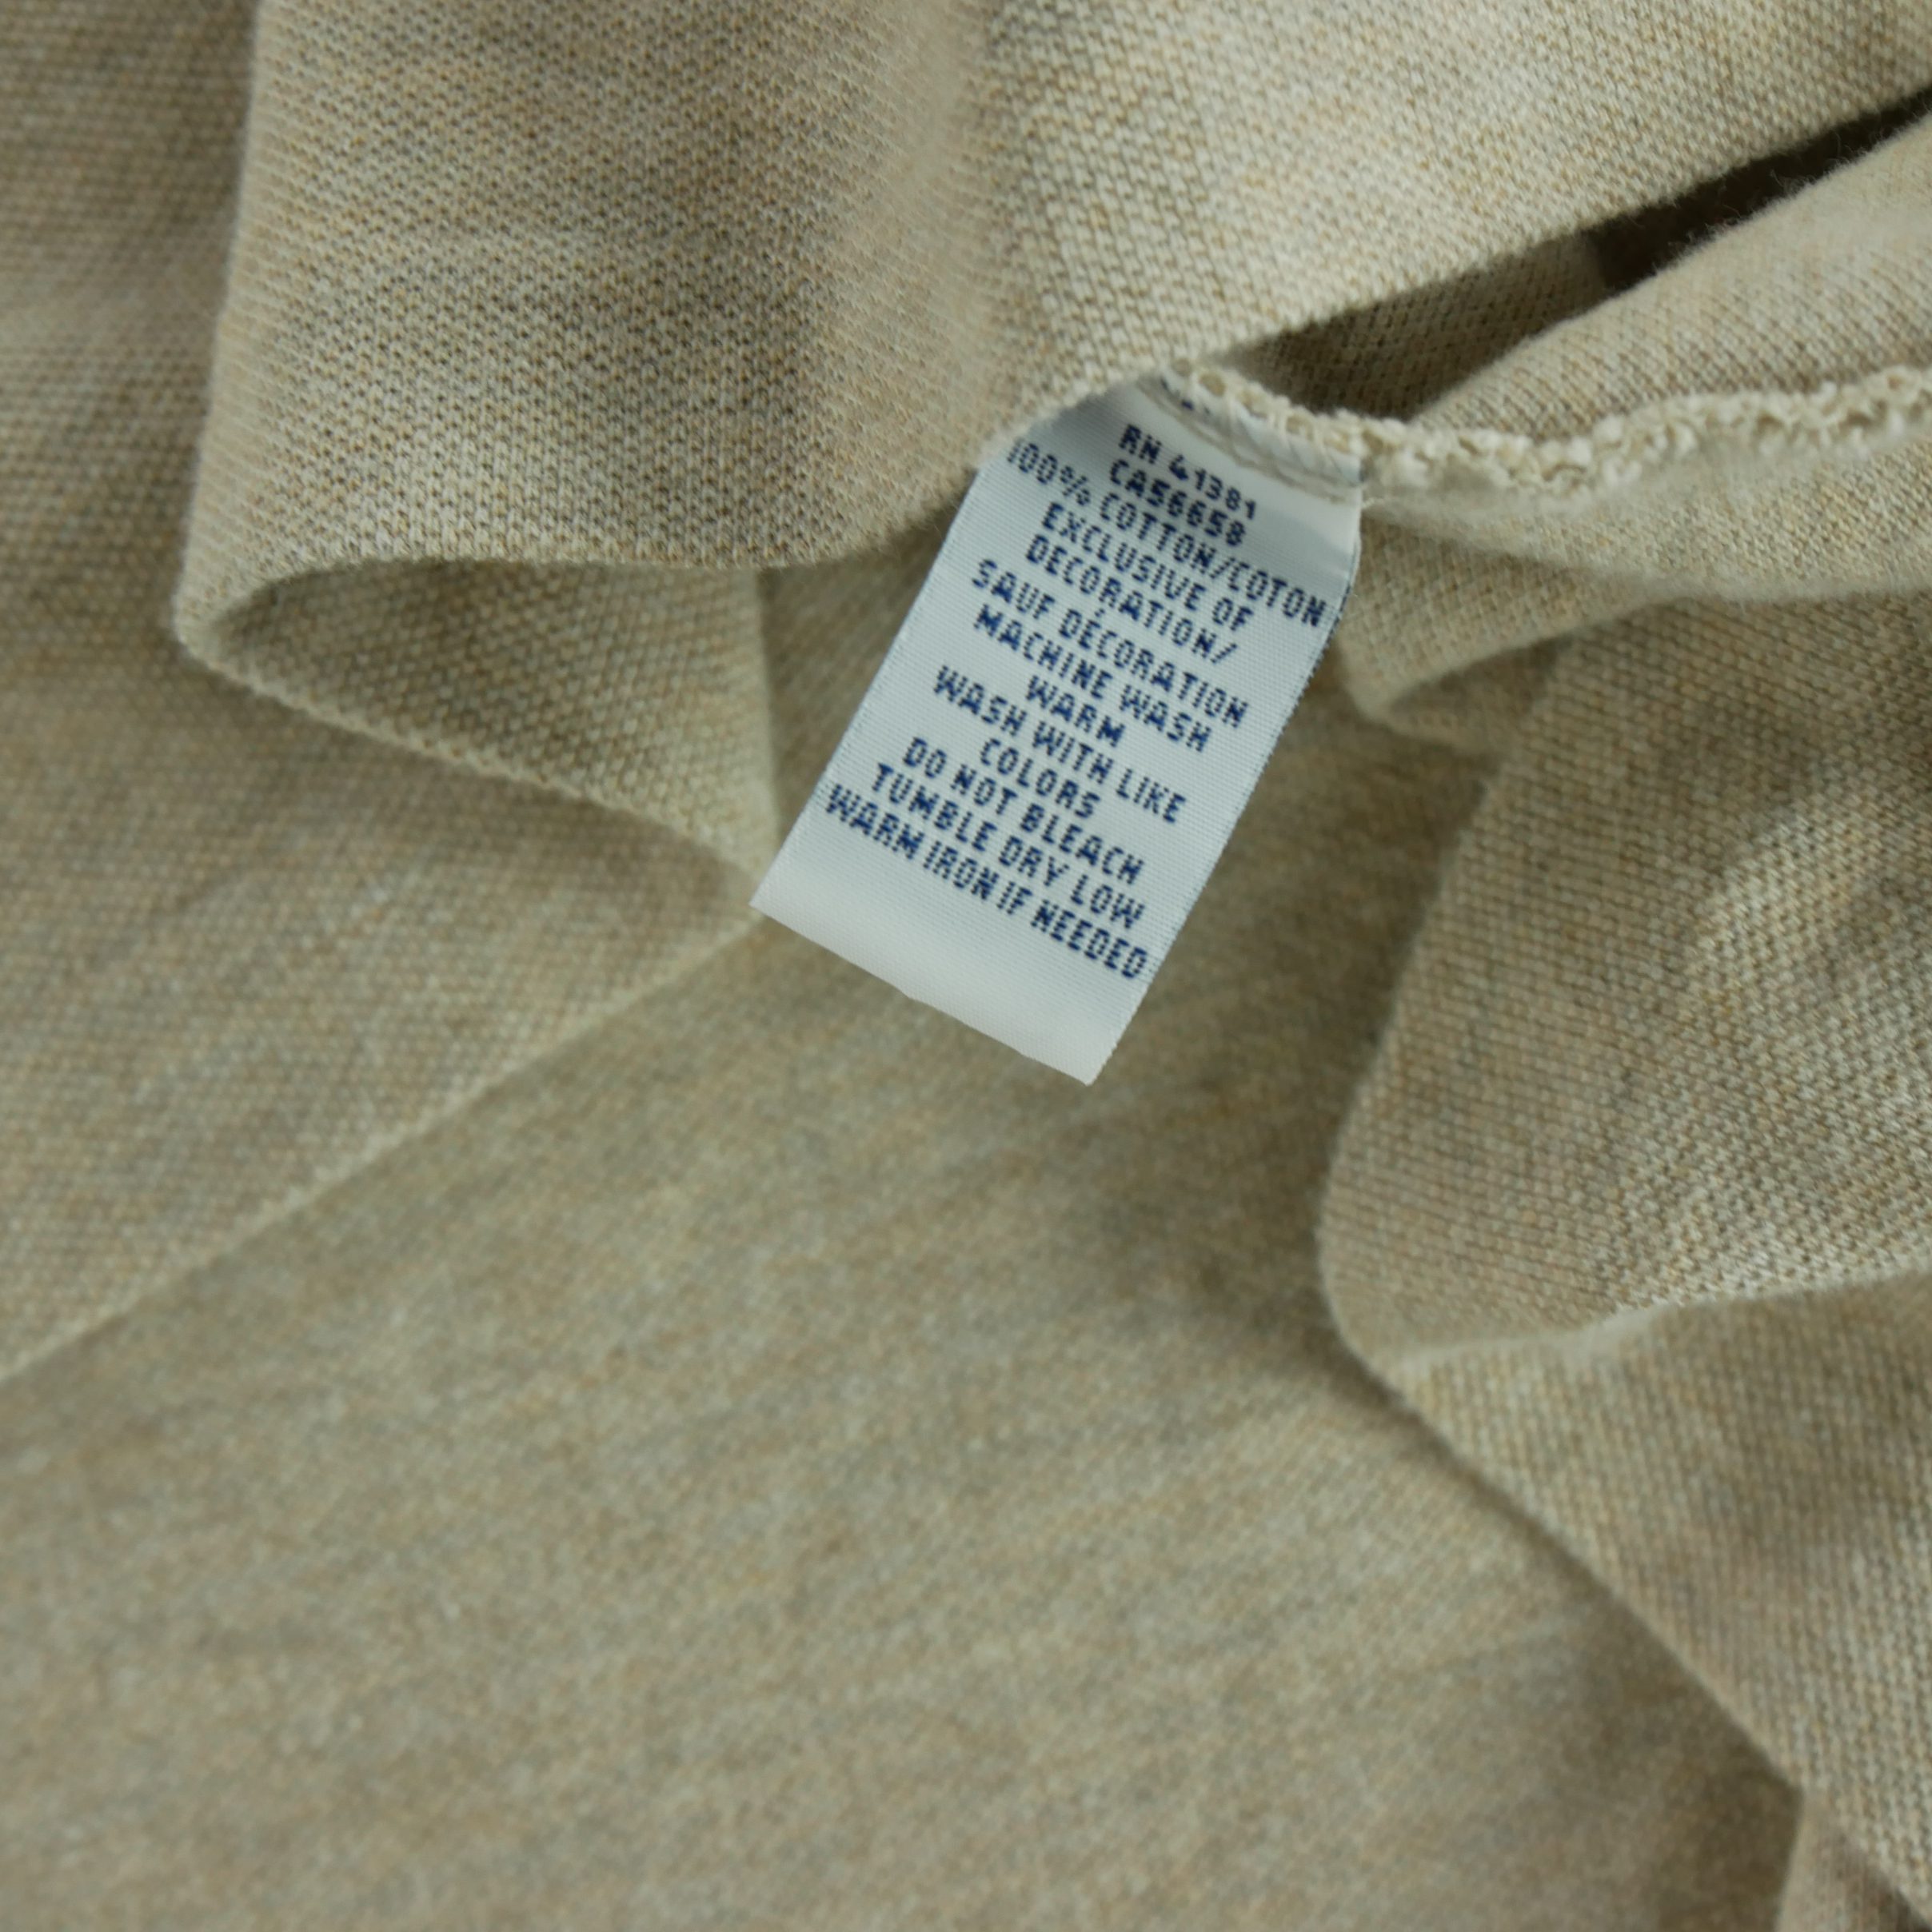 RN 41381
CA56658
100% COTTON/COTON
EXCLUSIVE OF
DECORATION/
SAUF DÉCORATION
MACHINE WASH
WARM
WASH WITH LIKE
COLORS
DO NOT BLEACH
TUMBLE DRY LOW
WARM IRON IF NEEDED